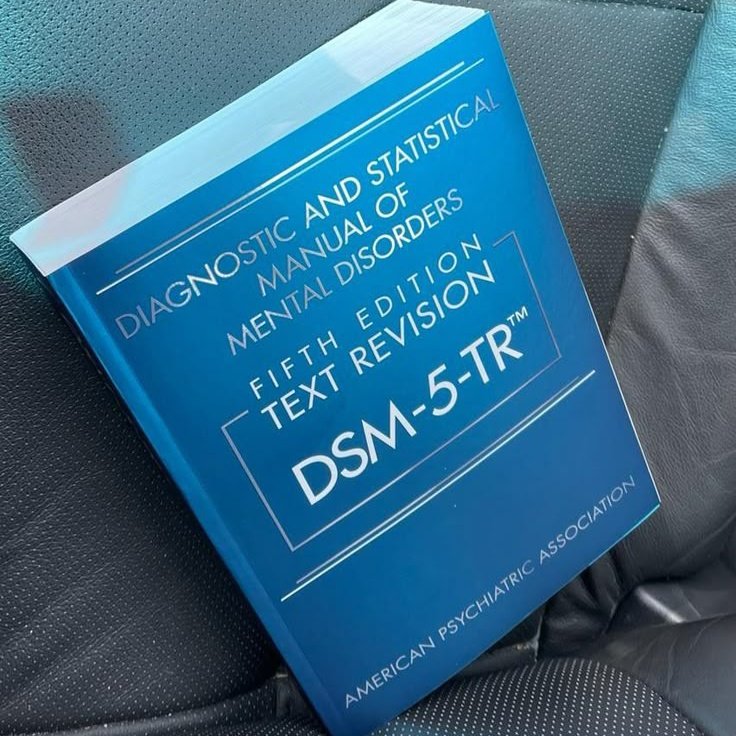 DIAGNOSTIC AND STATISTICAL
MANUAL OF
MENTAL DISORDERS
FIFTH EDITION
TEXT REVISION
DSM-5-TR™
AMERICAN PSYCHIATRIC ASSOCIATION